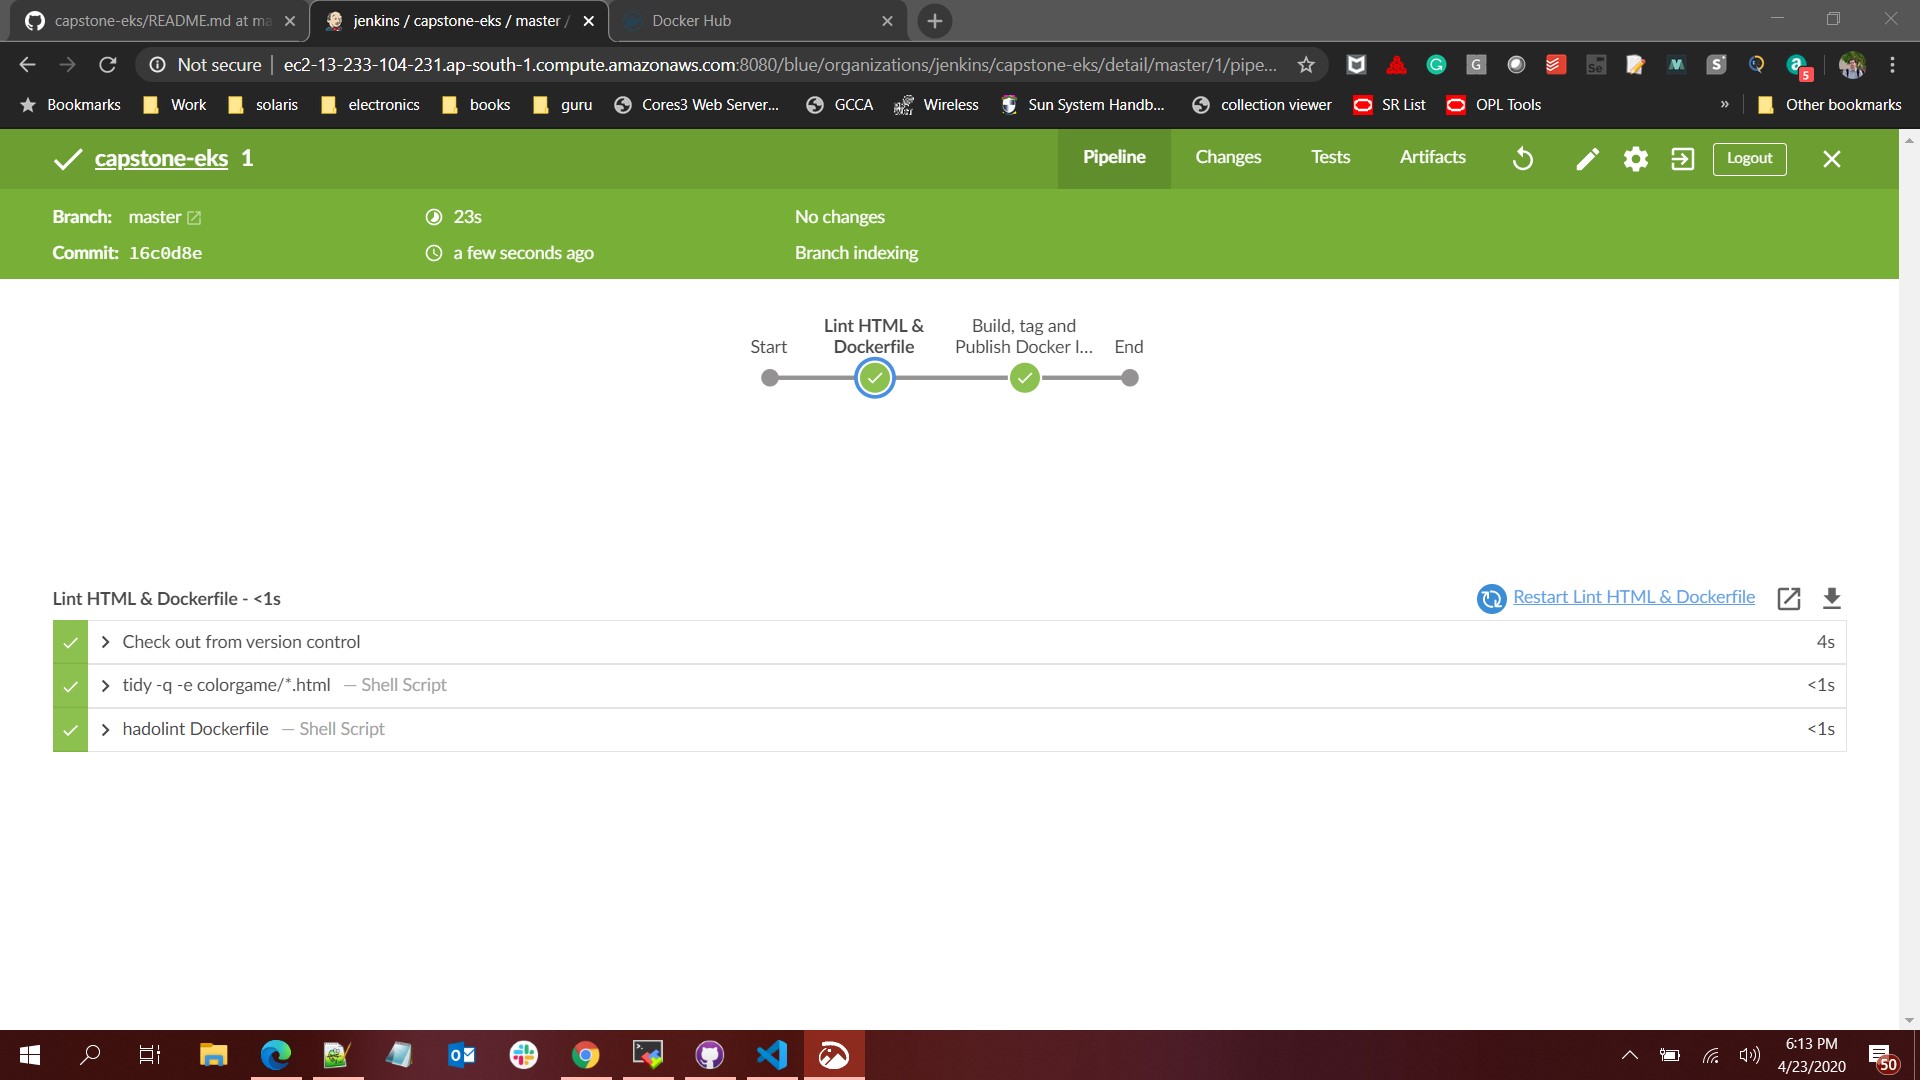 capstone-eks/README.md at ma
jenkins / capstone-eks / master /
Docker Hub
Not secure | ec2-13-233-104-231.ap-south-1.compute.amazonaws.com:8080/blue/organizations/jenkins/capstone-eks/detail/master/1/pipe...
Bookmarks Work solaris electronics books guru Cores3 Web Server... GCCA Wireless Sun System Handb... collection viewer SR List OPL Tools » Other bookmarks
capstone-eks 1 Pipeline Changes Tests Artifacts Logout
Branch: master 23s No changes
Commit: 16c0d8e a few seconds ago Branch indexing
Start
Lint HTML &
Dockerfile
Build, tag and
Publish Docker I...
End
Lint HTML & Dockerfile - <1s Restart Lint HTML & Dockerfile
Check out from version control 4s
tidy -q -e colorgame/*.html — Shell Script <1s
hadolint Dockerfile — Shell Script <1s
6:13 PM
4/23/2020
50